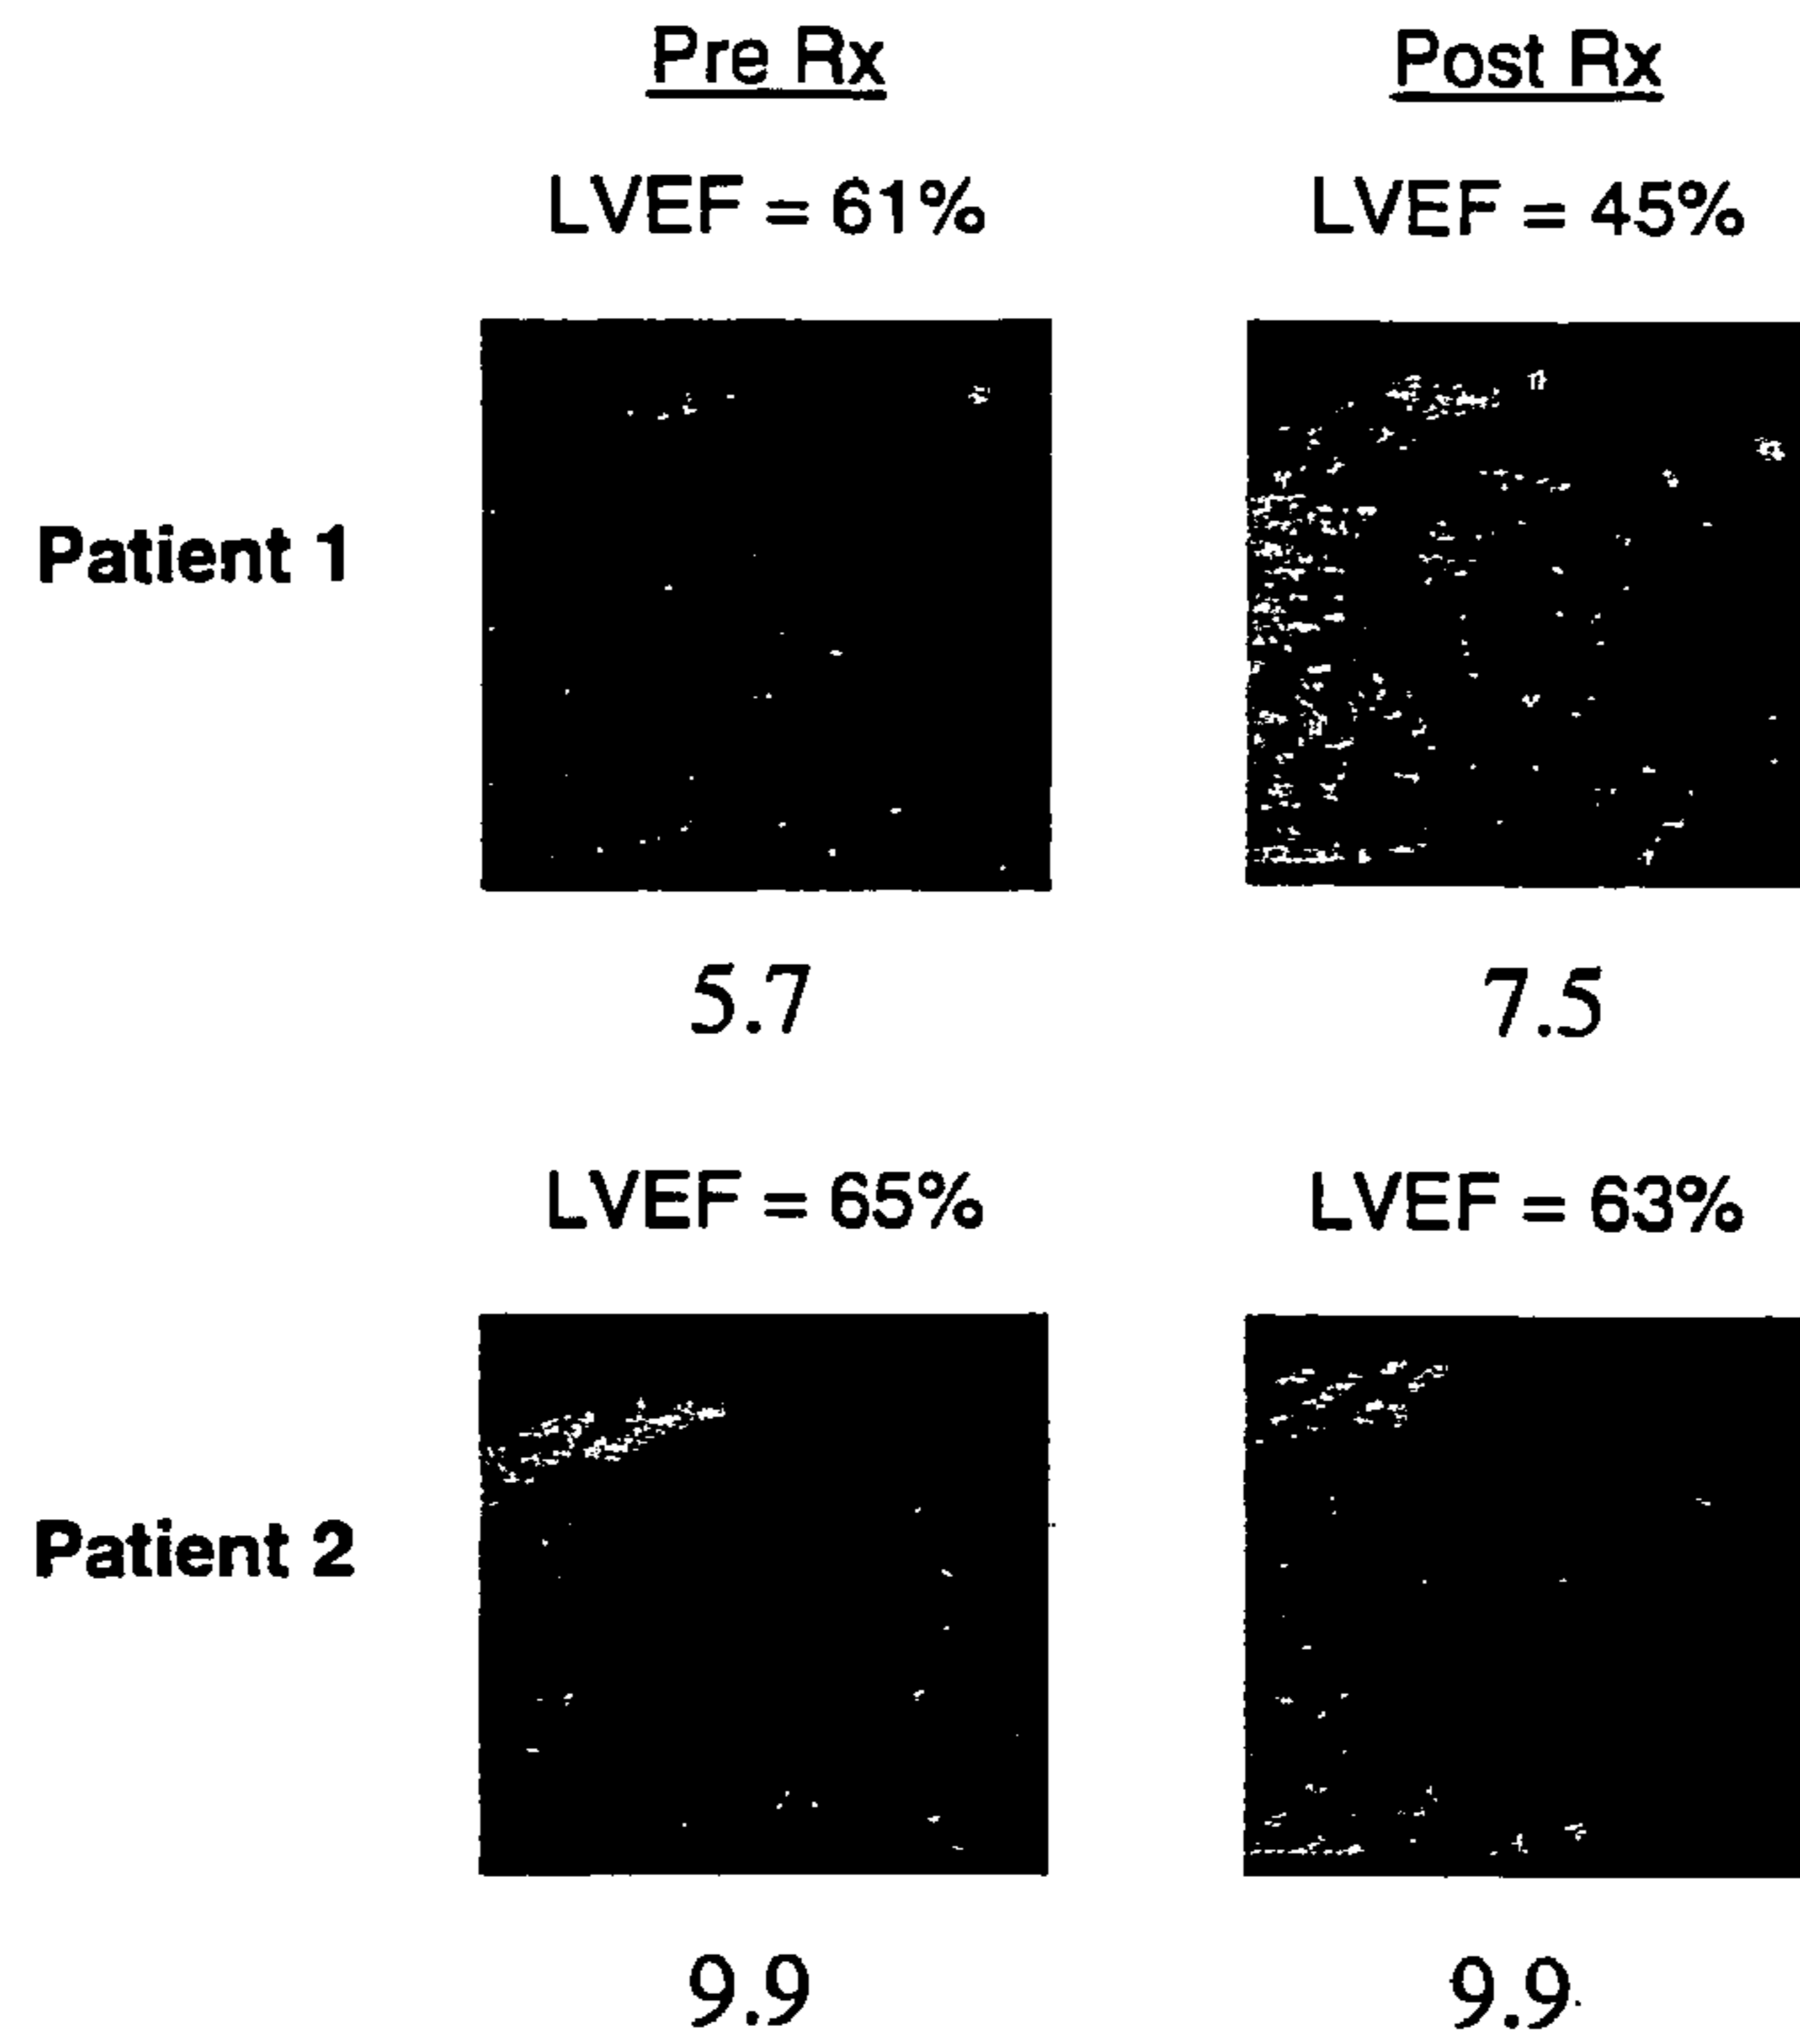 Pre Rx Post Rx
LVEF = 61% LVEF = 45%
Patient 1
5.7 7.5
LVEF = 65% LVEF = 63%
Patient 2
9.9 9.9